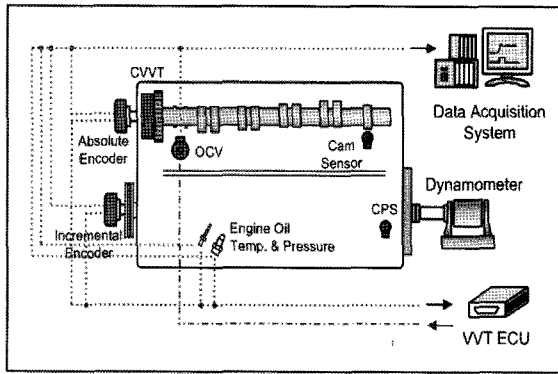 CVVT
Data Acquisition
System
Absolute
Encoder
OCV
Cam
Sensor
Dynamometer
CPS
Incremental
Encoder
Engine Oil
Temp. & Pressure
VVT ECU